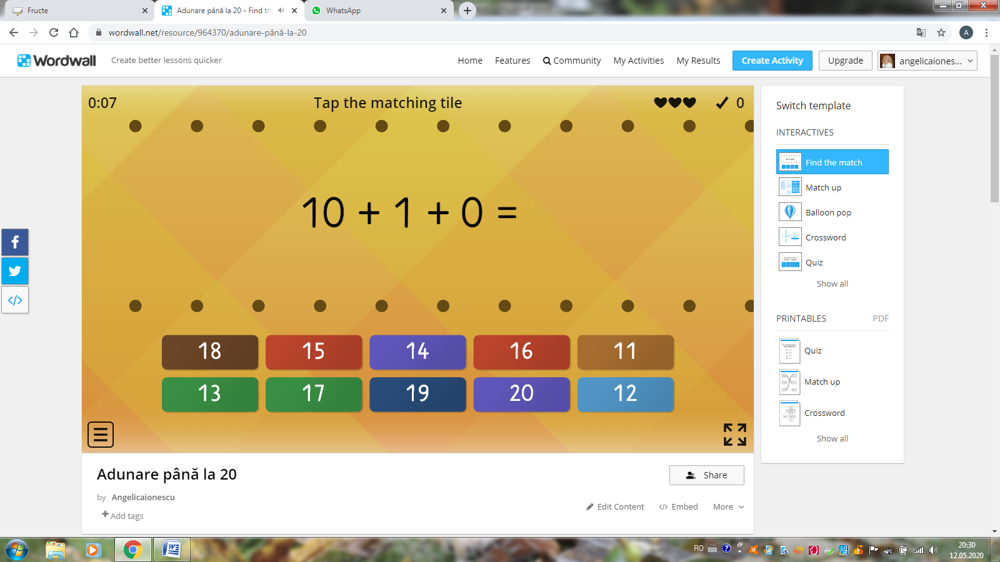 Fructe
Adunare până la 20 - Find th
WhatsApp
wordwall.net/resource/964370/adunare-până-la-20
A
Wordwall
Create better lessons quicker
Home
Features
Community
My Activities
My Results
Create Activity
Upgrade
angelicaiones...
0:07
Tap the matching tile
0
10 + 1 + 0 =
18 15 14 16 11
13 17 19 20 12
Switch template
INTERACTIVES
Find the match
Match up
Balloon pop
Crossword
Quiz
Show all
PRINTABLES PDF
Quiz
Match up
Crossword
Show all
Adunare până la 20
Share
by Angelicaionescu
Add tags
Edit Content
Embed
More
RO
20:30
12.05.2020